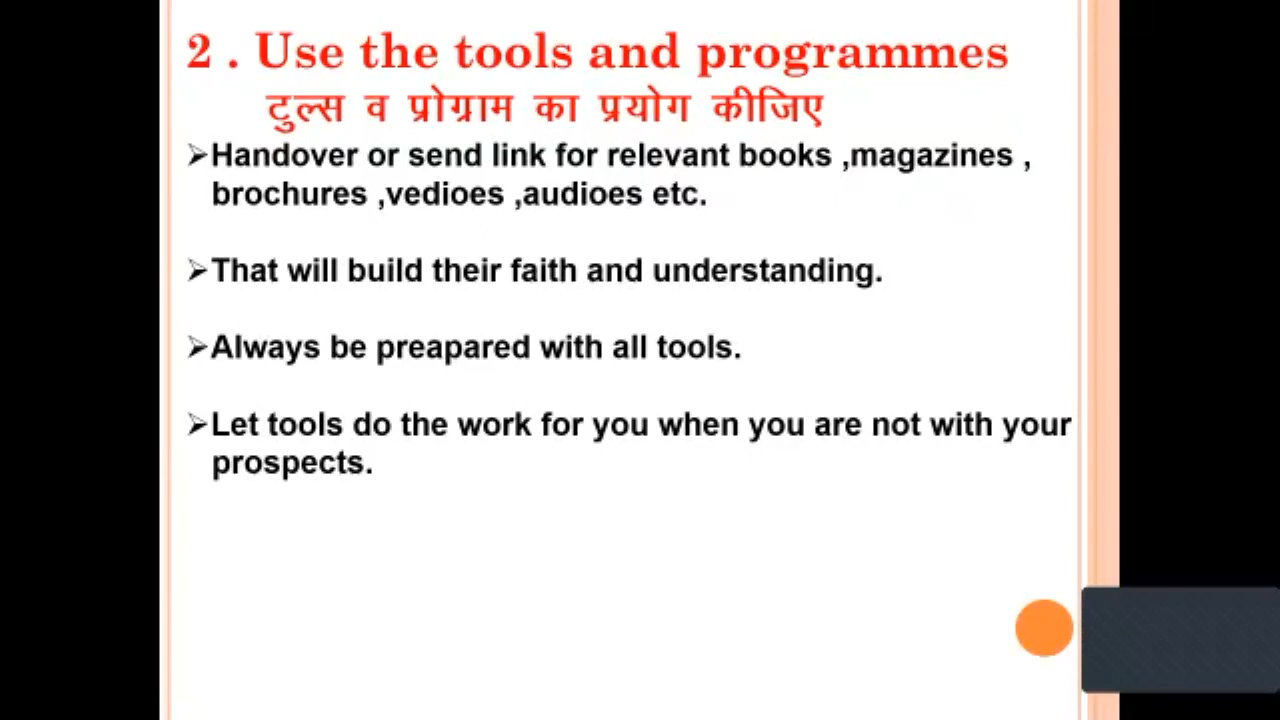 2 . Use the tools and programmes
टुल्स व प्रोग्राम का प्रयोग कीजिए
➢Handover or send link for relevant books ,magazines ,
brochures ,vedioes ,audioes etc.
➢That will build their faith and understanding.
➢Always be preapared with all tools.
➢Let tools do the work for you when you are not with your
prospects.